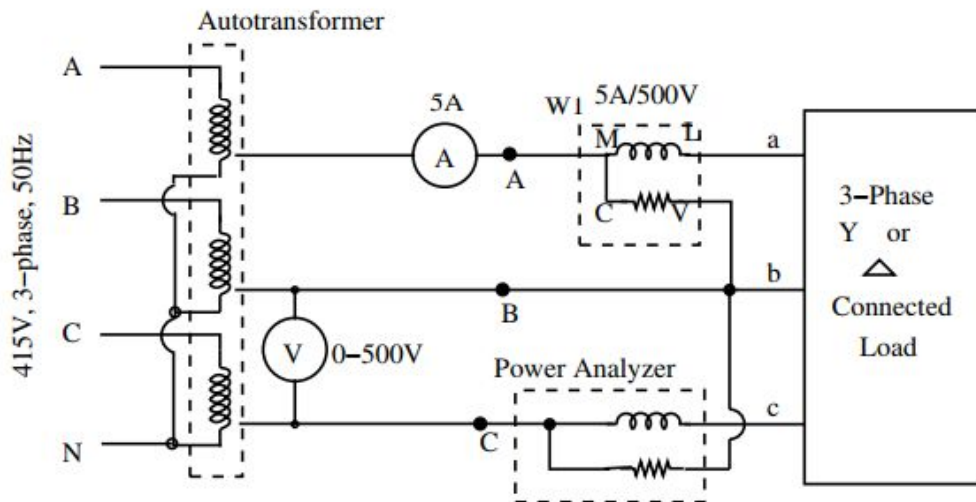 Autotransformer
A
5A
W1
5A/500V
M
L
A
A
a
C
V
415V, 3-phase, 50Hz
B
3-Phase
Y or
△
Connected
Load
b
B
C
V
0-500V
Power Analyzer
c
C
N